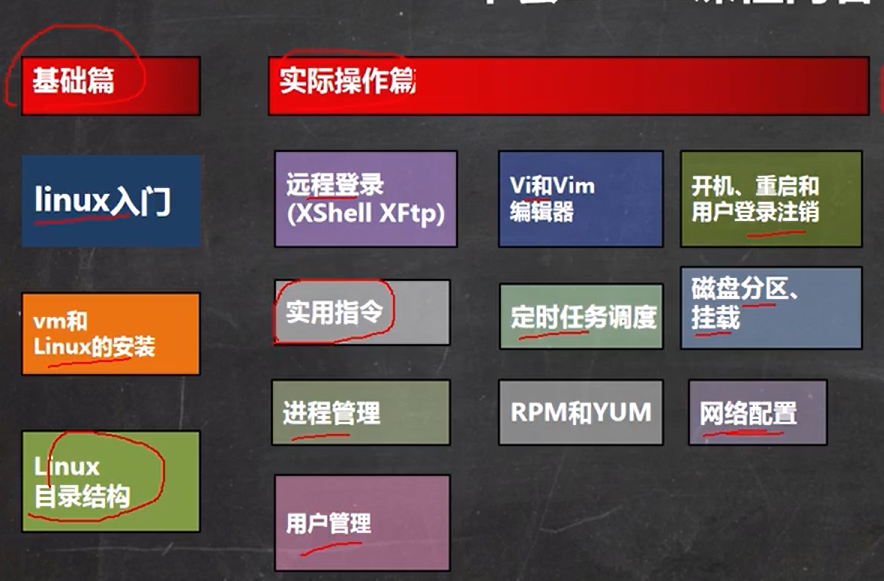 基础篇
实际操作篇
linux入门
远程登录
(XShell XFtp)
Vi和Vim
编辑器
开机、重启和
用户登录注销
vm和
Linux的安装
实用指令
定时任务调度
磁盘分区、
挂载
进程管理
RPM和YUM
网络配置
Linux
目录结构
用户管理